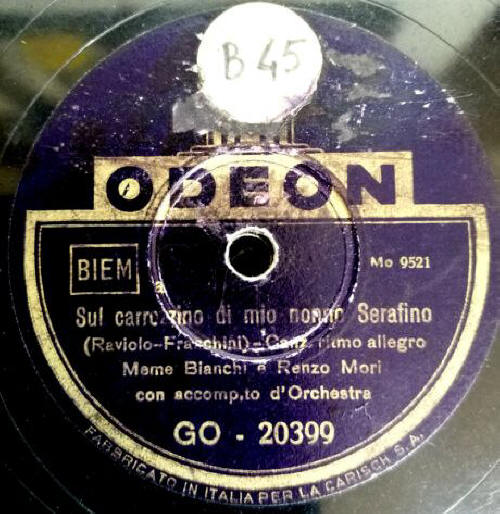 B 45
ODEON
BIEM
Mo 9521
a
Sul carrozzino di mio nonno Serafino
(Raviolo-Fraschini) - Canz. ritmo allegro
Meme Bianchi e Renzo Mori
con accomp,to d'Orchestra
GO - 20399
FABBRICATO IN ITALIA PER LA CARISCH S.A.